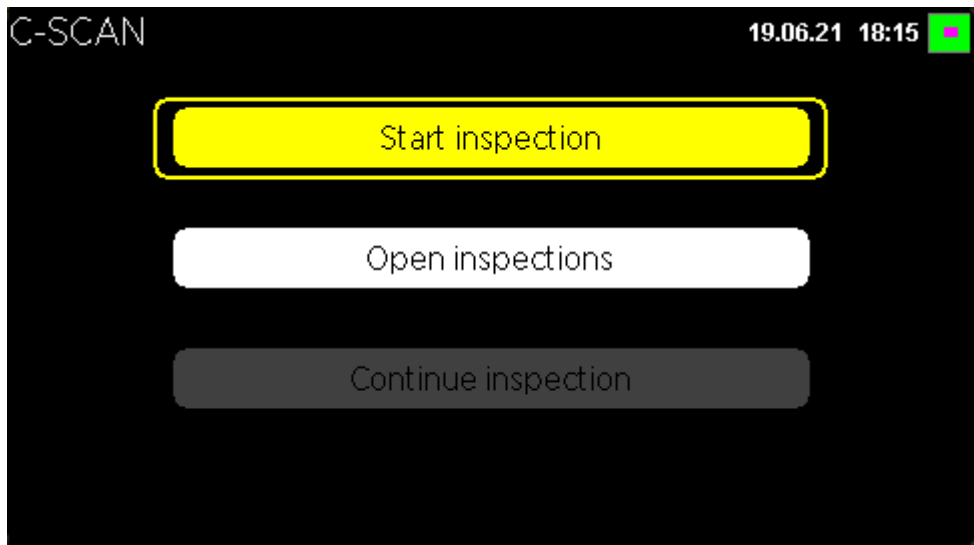 C-SCAN 19.06.21 18:15
Start inspection
Open inspections
Continue inspection